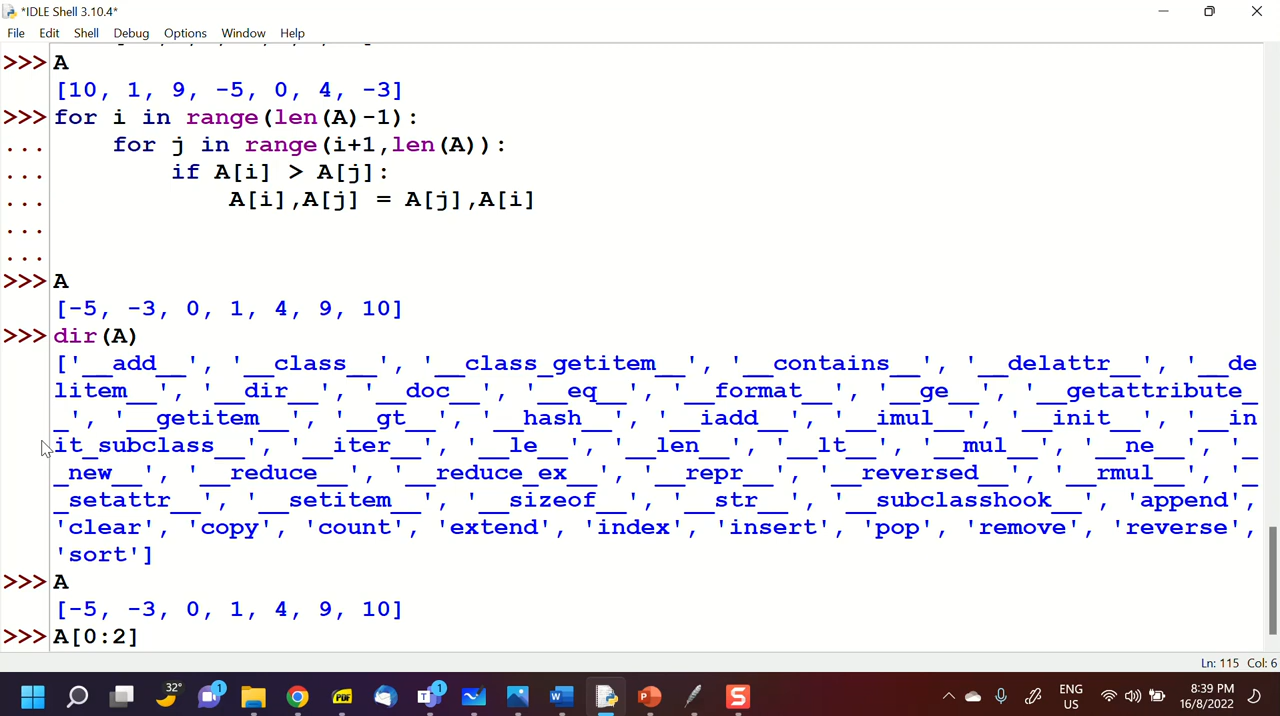 *IDLE Shell 3.10.4*
File Edit Shell Debug Options Window Help
>>> A
[10, 1, 9, -5, 0, 4, -3]
>>> for i in range(len(A)-1):
...     for j in range(i+1,len(A)):
...         if A[i] > A[j]:
...             A[i],A[j] = A[j],A[i]
...
...
>>> A
[-5, -3, 0, 1, 4, 9, 10]
>>> dir(A)
['__add__', '__class__', '__class_getitem__', '__contains__', '__delattr__', '__de
litem__', '__dir__', '__doc__', '__eq__', '__format__', '__ge__', '__getattribute_
_', '__getitem__', '__gt__', '__hash__', '__iadd__', '__imul__', '__init__', '__in
it_subclass__', '__iter__', '__le__', '__len__', '__lt__', '__mul__', '__ne__', '_
_new__', '__reduce__', '__reduce_ex__', '__repr__', '__reversed__', '__rmul__', '_
_setattr__', '__setitem__', '__sizeof__', '__str__', '__subclasshook__', 'append',
'clear', 'copy', 'count', 'extend', 'index', 'insert', 'pop', 'remove', 'reverse',
'sort']
>>> A
[-5, -3, 0, 1, 4, 9, 10]
>>> A[0:2]
Ln: 115 Col: 6
32° 1 PDF T 1 W P S ENG 8:39 PM
US 16/8/2022